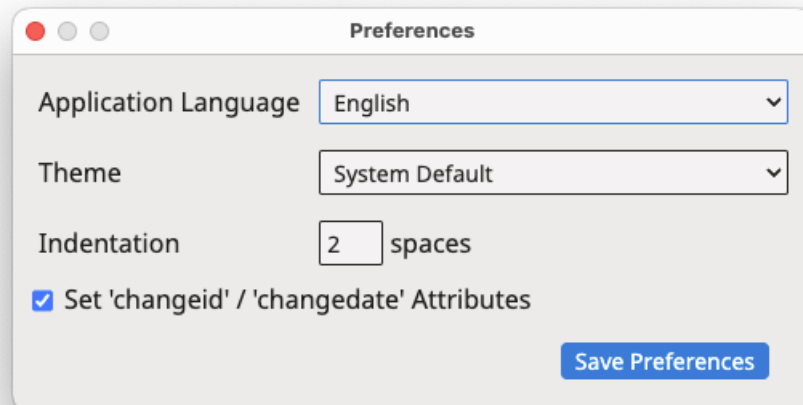 Preferences
Application Language English
Theme System Default
Indentation 2 spaces
Set 'changeid' / 'changedate' Attributes
Save Preferences